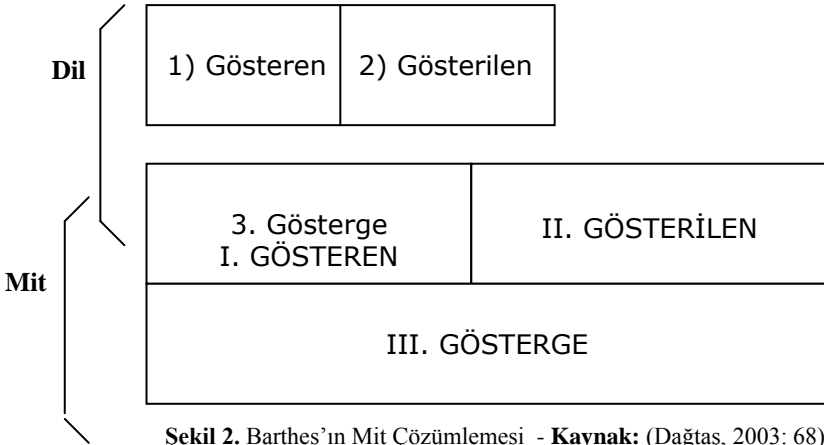 Dil
1) Gösteren 2) Gösterilen
3. Gösterge
I. GÖSTEREN
II. GÖSTERİLEN
Mit
III. GÖSTERGE
Şekil 2. Barthes’ın Mit Çözümlemesi - Kaynak: (Dağtaş, 2003: 68)